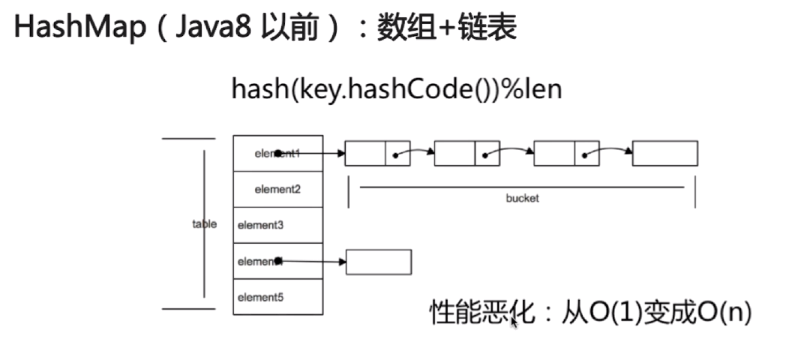 HashMap（Java8 以前）：数组+链表
hash(key.hashCode())%len
element1
element2
bucket
table
element3
element4
element5
性能恶化：从O(1)变成O(n)